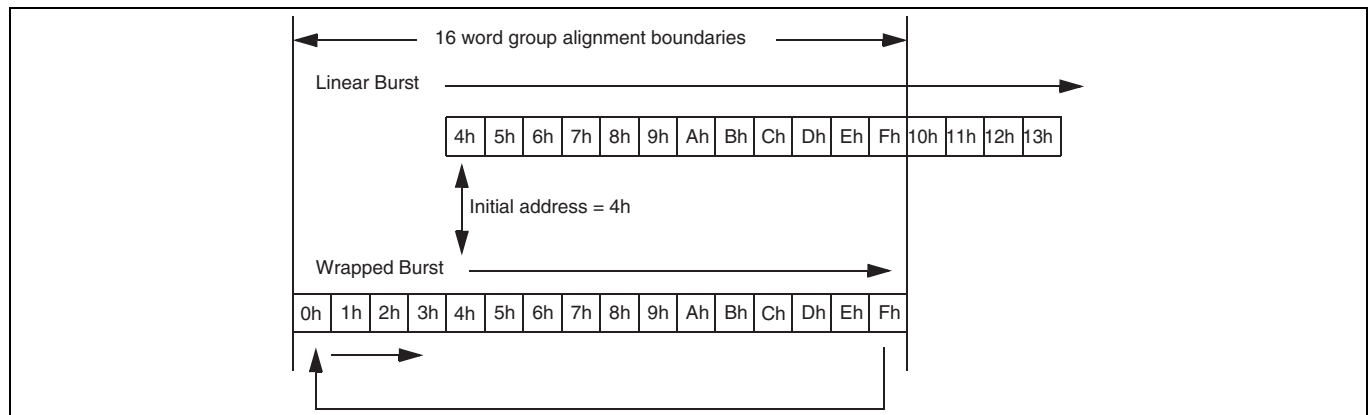 16 word group alignment boundaries
Linear Burst
4h 5h 6h 7h 8h 9h Ah Bh Ch Dh Eh Fh 10h 11h 12h 13h
Initial address = 4h
Wrapped Burst
0h 1h 2h 3h 4h 5h 6h 7h 8h 9h Ah Bh Ch Dh Eh Fh